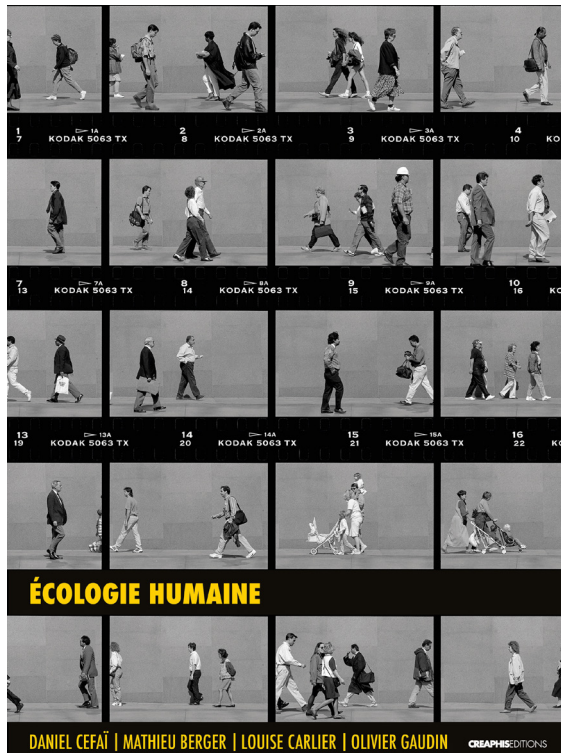 1 ▷ 1A 2 ▷ 2A 3 ▷ 3A 4
7 KODAK 5063 TX 8 KODAK 5063 TX 9 KODAK 5063 TX 10 KO
7 ▷ 7A 8 ▷ 8A 9 ▷ 9A 10
13 KODAK 5063 TX 14 KODAK 5063 TX 15 KODAK 5063 TX 16 KO
13 ▷ 13A 14 ▷ 14A 15 ▷ 15A 16
19 KODAK 5063 TX 20 KODAK 5063 TX 21 KODAK 5063 TX 22 KO
ÉCOLOGIE HUMAINE
DANIEL CEFAÏ | MATHIEU BERGER | LOUISE CARLIER | OLIVIER GAUDIN CREAPHISEDITIONS